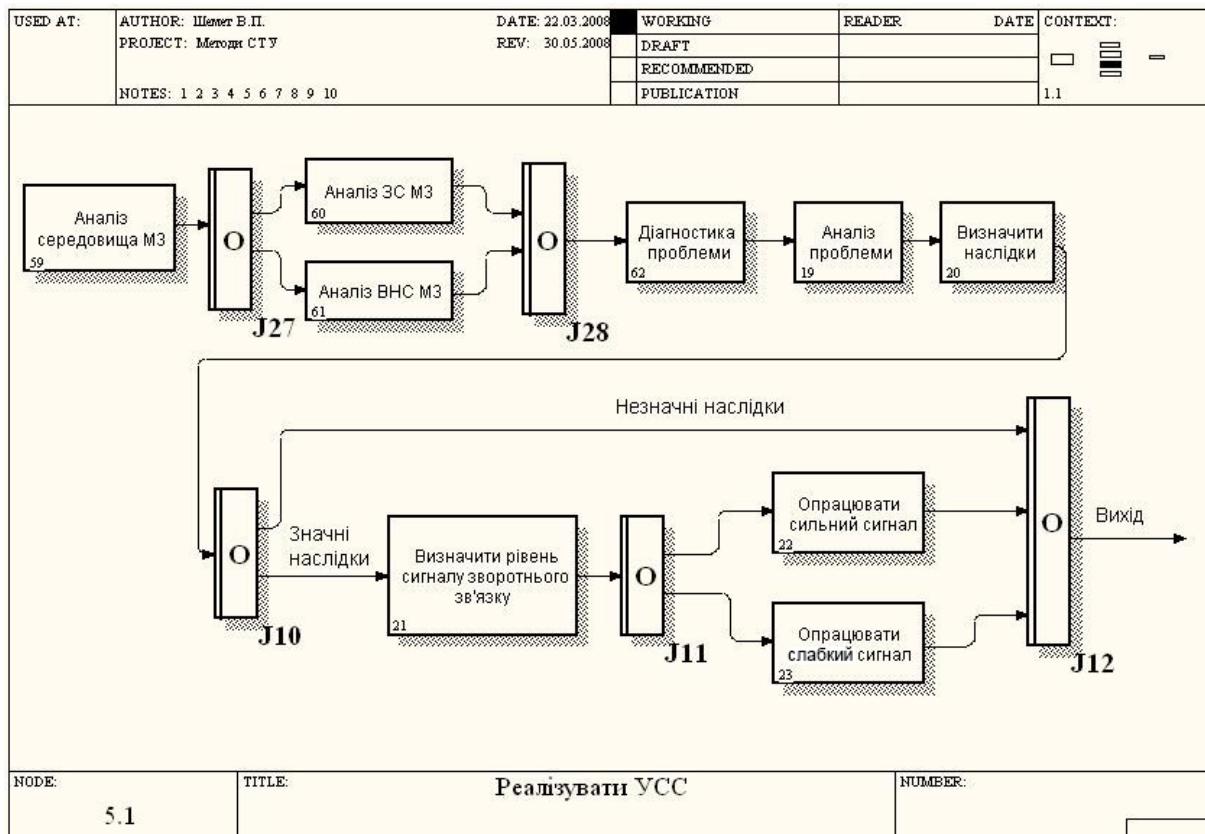 USED AT:
AUTHOR: Шемет В.П.
DATE: 22.03.2008
WORKING
READER
DATE
CONTEXT:
PROJECT: Методи СТУ
REV: 30.05.2008
DRAFT
RECOMMENDED
NOTES: 1 2 3 4 5 6 7 8 9 10
PUBLICATION
1.1
Аналіз
середовища МЗ
59
O
J27
Аналіз ЗС МЗ
60
Аналіз ВНС МЗ
61
O
J28
Діагностика
проблеми
62
Аналіз
проблеми
19
Визначити
наслідки
20
Незначні наслідки
O
J10
Значні
наслідки
Визначити рівень
сигналу зворотнього
зв'язку
21
O
J11
Опрацювати
сильний сигнал
22
Опрацювати
слабкий сигнал
23
O
J12
Вихід
NODE:
5.1
TITLE:
Реалізувати УСС
NUMBER: